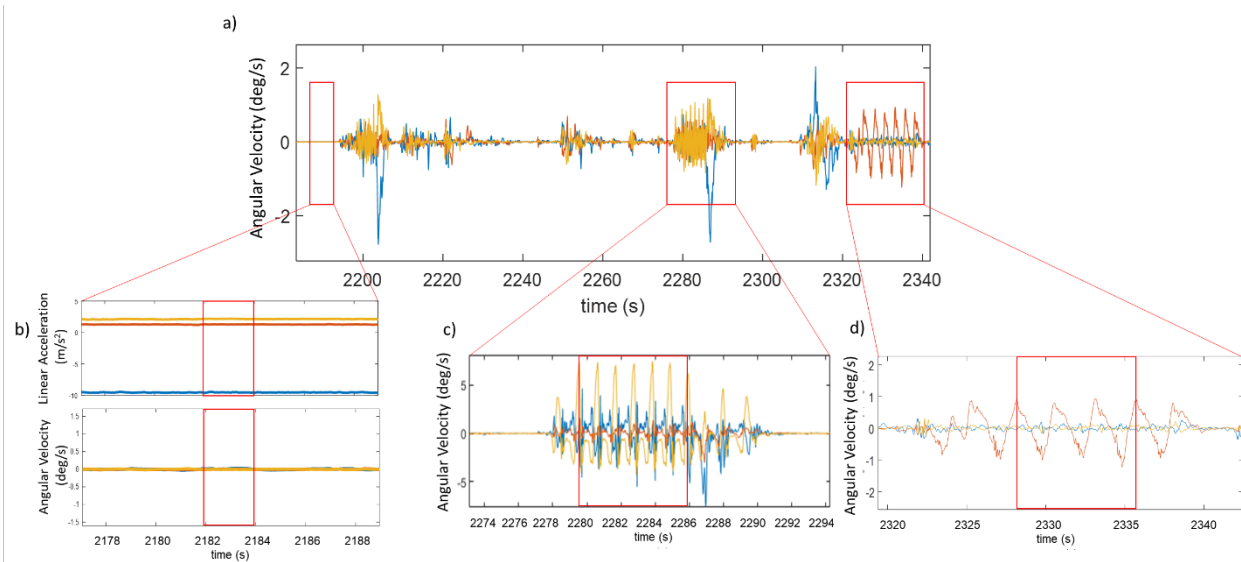 a)
Angular Velocity (deg/s)
2
0
-2
2200 2220 2240 2260 2280 2300 2320 2340
time (s)
b)
Linear Acceleration
(m/s²)
5
0
-5
-10
Angular Velocity
(deg/s)
1.5
1
0.5
0
-0.5
-1
-1.5
2178 2180 2182 2184 2186 2188
time (s)
c)
Angular Velocity (deg/s)
5
0
-5
2274 2276 2278 2280 2282 2284 2286 2288 2290 2292 2294
time (s)
d)
Angular Velocity (deg/s)
2
1
0
-1
-2
2320 2325 2330 2335 2340
time (s)